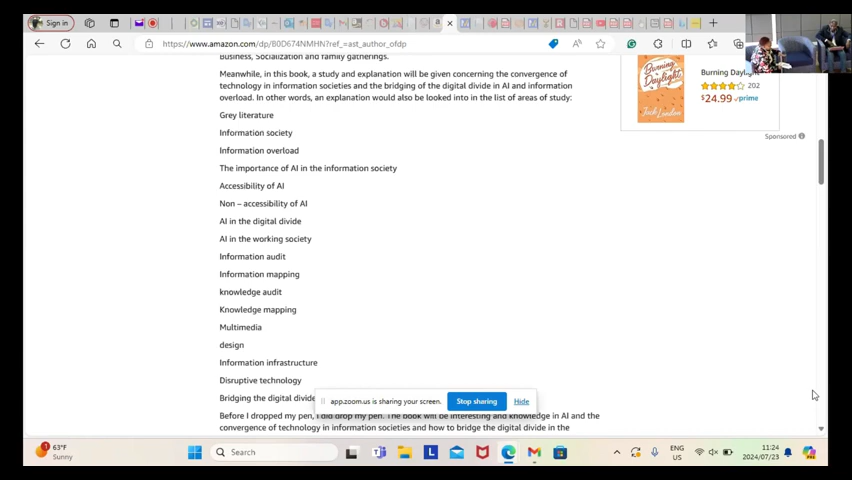 Sign in
https://www.amazon.com/dp/B0D674NMHN?ref_=ast_author_ofdp
Business, Socialization and family gatherings.
Meanwhile, in this book, a study and explanation will be given concerning the convergence of
technology in information societies and the bridging of the digital divide in AI and information
overload. In other words, an explanation would also be looked into in the list of areas of study:
Grey literature
Information society
Information overload
The importance of AI in the information society
Accessibility of AI
Non – accessibility of AI
AI in the digital divide
AI in the working society
Information audit
Information mapping
knowledge audit
Knowledge mapping
Multimedia
design
Information infrastructure
Disruptive technology
Bridging the digital divide
Before I dropped my pen, I did drop my pen. The book will be interesting and knowledge in AI and the
convergence of technology in information societies and how to bridge the digital divide in the
Burning Daylight
Jack London
Burning Dayl
202
$24.99 prime
Sponsored
app.zoom.us is sharing your screen.
Stop sharing
Hide
63°F
Sunny
Search
ENG
US
11:24
2024/07/23